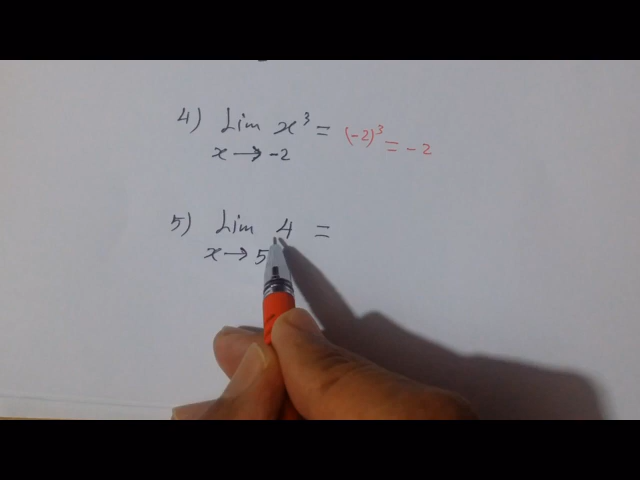 4) Lim x³ = (-2)³ = -2
x → -2
5) Lim 4 =
x → 5